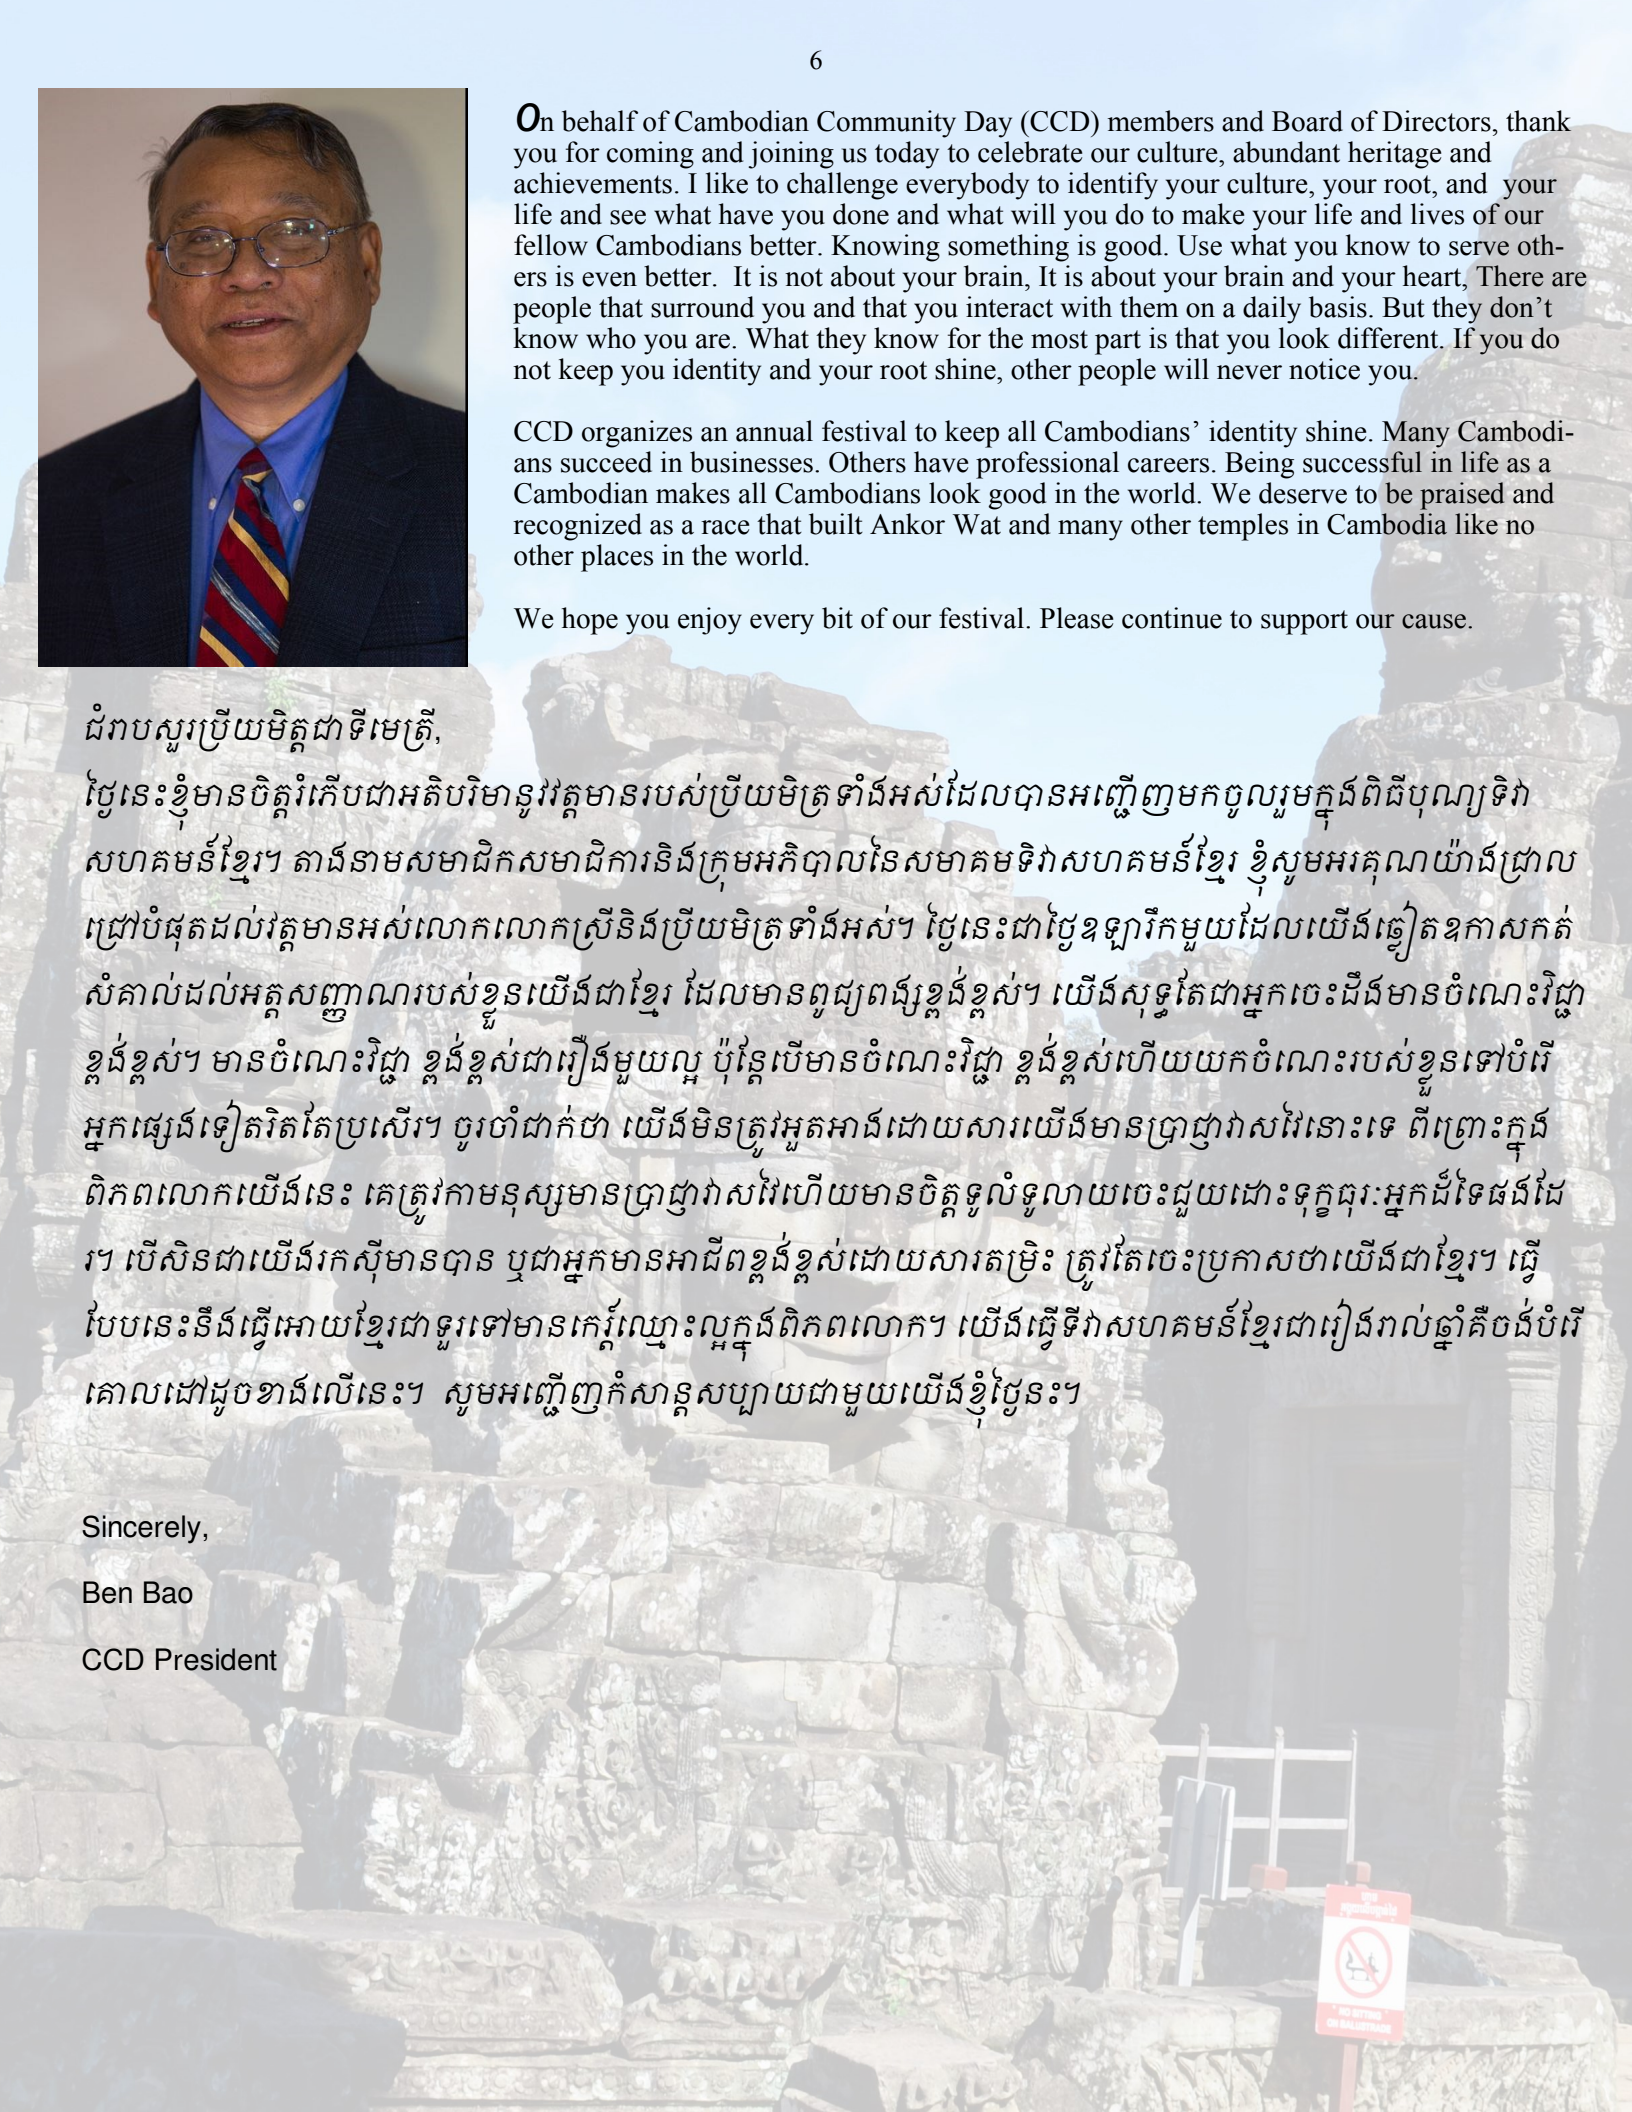 6
On behalf of Cambodian Community Day (CCD) members and Board of Directors, thank
you for coming and joining us today to celebrate our culture, abundant heritage and
achievements. I like to challenge everybody to identify your culture, your root, and  your
life and see what have you done and what will you do to make your life and lives of our
fellow Cambodians better. Knowing something is good. Use what you know to serve oth-
ers is even better.  It is not about your brain, It is about your brain and your heart, There are
people that surround you and that you interact with them on a daily basis. But they don’t
know who you are. What they know for the most part is that you look different. If you do
not keep you identity and your root shine, other people will never notice you.
CCD organizes an annual festival to keep all Cambodians’ identity shine. Many Cambodi-
ans succeed in businesses. Others have professional careers. Being successful in life as a
Cambodian makes all Cambodians look good in the world. We deserve to be praised and
recognized as a race that built Ankor Wat and many other temples in Cambodia like no
other places in the world.
We hope you enjoy every bit of our festival. Please continue to support our cause.
ជំរាបសួរប្រីយមិត្តជាទីមេត្រី,
ថ្ងៃនេះខ្ញុំមានចិត្តរំភើបជាអតិបរិមានូវវត្តមានរបស់ប្រីយមិត្រទាំងអស់ដែលបានអញ្ជើញមកចូលរួមក្នុងពិធីបុណ្យទិវា
សហគមន៍ខ្មែរ។ តាងនាមសមាជិកសមាជិការនិងក្រុមអភិបាលនៃសមាគមទិវាសហគមន៍ខ្មែរ ខ្ញុំសូមអរគុណយ៉ាងជ្រាល
ជ្រៅបំផុតដល់វត្តមានអស់លោកលោកស្រីនិងប្រីយមិត្រទាំងអស់។ ថ្ងៃនេះជាថ្ងៃឧឡារឹកមួយដែលយើងឆ្លៀតឧកាសកត់
សំគាល់ដល់អត្តសញ្ញាណរបស់ខ្លួនយើងជាខ្មែរ ដែលមានពូជ្យពង្សខ្ពង់ខ្ពស់។ យើងសុទ្ធតែជាអ្នកចេះដឹងមានចំណេះវិជ្ជា
ខ្ពង់ខ្ពស់។ មានចំណេះវិជ្ជា ខ្ពង់ខ្ពស់ជារឿងមួយល្អ ប៉ុន្តែបើមានចំណេះវិជ្ជា ខ្ពង់ខ្ពស់ហើយយកចំណេះរបស់ខ្លួនទៅបំរើ
អ្នកផ្សេងទៀតរិតតែប្រសើរ។ ចូរចាំជាក់ថា យើងមិនត្រូវអួតអាងដោយសារយើងមានប្រាជ្ញាវាសវៃនោះទេ ពីព្រោះក្នុង
ពិភពលោកយើងនេះ គេត្រូវការមនុស្សមានប្រាជ្ញាវាសវៃហើយមានចិត្តទូលំទូលាយចេះជួយដោះទុក្ខធុរៈអ្នកដ៏ទៃផងដែ
រ។ បើសិនជាយើងរកស៊ីមានបាន ឬជាអ្នកមានអាជីពខ្ពង់ខ្ពស់ដោយសារតម្រិះ ត្រូវតែចេះប្រកាសថាយើងជាខ្មែរ។ ធ្វើ
បែបនេះនឹងធ្វើអោយខ្មែរជាទូរទៅមានកេរ្តិ៍ឈ្មោះល្អក្នុងពិភពលោក។ យើងធ្វើទីវាសហគមន៍ខ្មែរជារៀងរាល់ឆ្នាំគឺចង់បំរើ
គោលដៅដូចខាងលើនេះ។  សូមអញ្ជើញកំសាន្តសប្បាយជាមួយយើងខ្ញុំថ្ងៃនះ។
Sincerely,
Ben Bao
CCD President
NO SITTING
ON BALUSTRADE